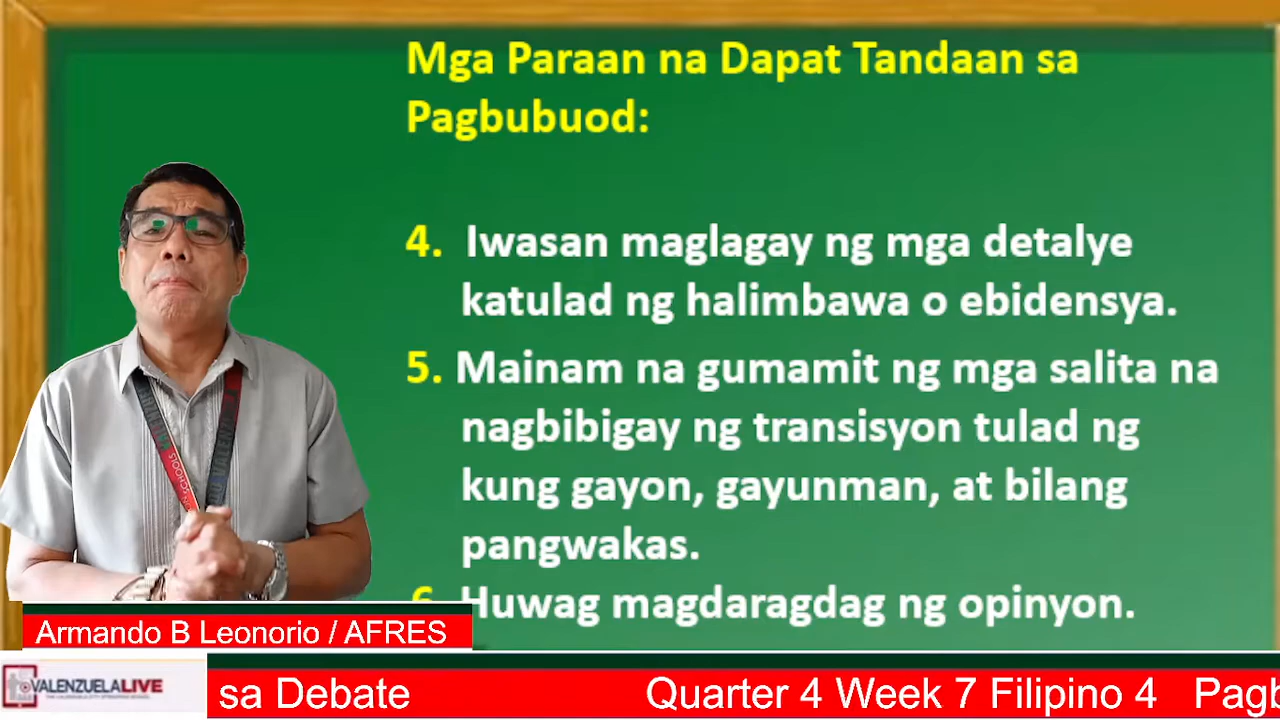 Mga Paraan na Dapat Tandaan sa
Pagbubuod:
4. Iwasan maglagay ng mga detalye
katulad ng halimbawa o ebidensya.
5. Mainam na gumamit ng mga salita na
nagbibigay ng transisyon tulad ng
kung gayon, gayunman, at bilang
pangwakas.
6. Huwag magdaragdag ng opinyon.
Armando B Leonorio / AFRES
VALENZUELALIVE
sa Debate Quarter 4 Week 7 Filipino 4 Pagb